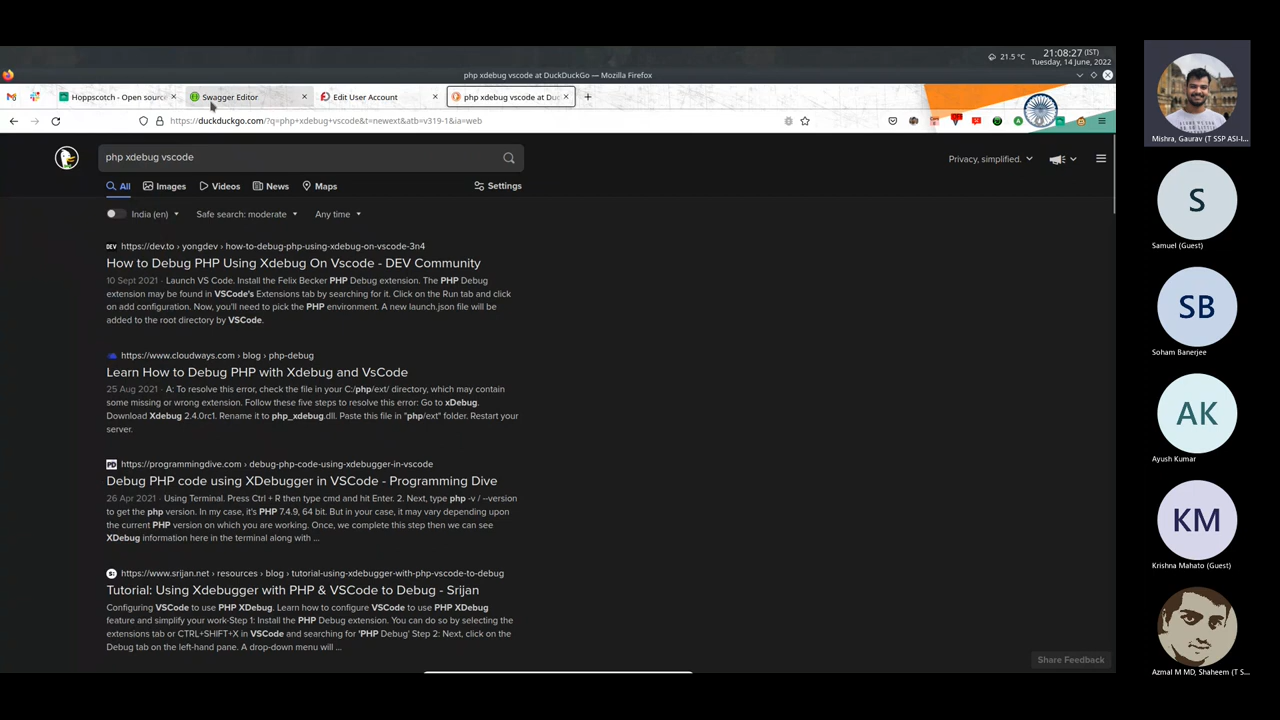 21.5 °C
21:08:27 (IST)
Tuesday, 14 June, 2022
php xdebug vscode at DuckDuckGo — Mozilla Firefox
Hoppscotch - Open source
Swagger Editor
Edit User Account
php xdebug vscode at Duc
https://duckduckgo.com/?q=php+xdebug+vscode&t=newext&atb=v319-1&ia=web
php xdebug vscode
Privacy, simplified.
All
Images
Videos
News
Maps
Settings
India (en)
Safe search: moderate
Any time
DEV https://dev.to › yongdev › how-to-debug-php-using-xdebug-on-vscode-3n4
How to Debug PHP Using Xdebug On Vscode - DEV Community
10 Sept 2021 · Launch VS Code. Install the Felix Becker PHP Debug extension. The PHP Debug
extension may be found in VSCode's Extensions tab by searching for it. Click on the Run tab and click
on add configuration. Now, you'll need to pick the PHP environment. A new launch.json file will be
added to the root directory by VSCode.
https://www.cloudways.com › blog › php-debug
Learn How to Debug PHP with Xdebug and VsCode
25 Aug 2021 · A: To resolve this error, check the file in your C:/php/ext/ directory, which may contain
some missing or wrong extension. Follow these five steps to resolve this error: Go to xDebug.
Download Xdebug 2.4.0rc1. Rename it to php_xdebug.dll. Paste this file in "php/ext" folder. Restart your
server.
PD https://programmingdive.com › debug-php-code-using-xdebugger-in-vscode
Debug PHP code using XDebugger in VSCode - Programming Dive
26 Apr 2021 · Using Terminal. Press Ctrl + R then type cmd and hit Enter. 2. Next, type php -v / --version
to get the php version. In my case, it's PHP 7.4.9, 64 bit. But in your case, it may vary depending upon
the current PHP version on which you are working. Once, we complete this step then we can see
XDebug information here in the terminal along with ...
https://www.srijan.net › resources › blog › tutorial-using-xdebugger-with-php-vscode-to-debug
Tutorial: Using Xdebugger with PHP & VSCode to Debug - Srijan
Configuring VSCode to use PHP XDebug. Learn how to configure VSCode to use PHP XDebug
feature and simplify your work-Step 1: Install the PHP Debug extension. You can do so by selecting the
extensions tab or CTRL+SHIFT+X in VSCode and searching for 'PHP Debug' Step 2: Next, click on the
Debug tab on the left-hand pane. A drop-down menu will ...
Share Feedback
Mishra, Gaurav (T SSP ASI-I...
S
Samuel (Guest)
SB
Soham Banerjee
AK
Ayush Kumar
KM
Krishna Mahato (Guest)
Azmal M MD, Shaheem (T S...